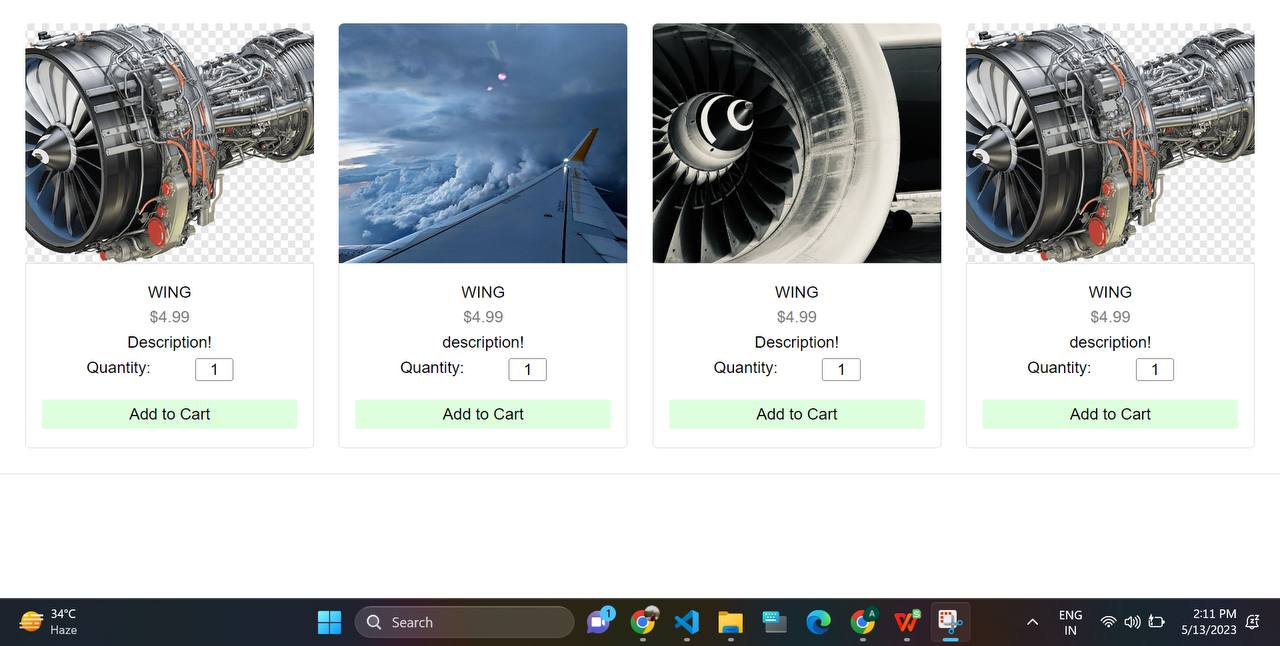 WING
$4.99
Description!
Quantity: 1
Add to Cart
WING
$4.99
description!
Quantity: 1
Add to Cart
WING
$4.99
Description!
Quantity: 1
Add to Cart
WING
$4.99
description!
Quantity: 1
Add to Cart
34°C
Haze
Search
1
A
S
ENG
IN
2:11 PM
5/13/2023